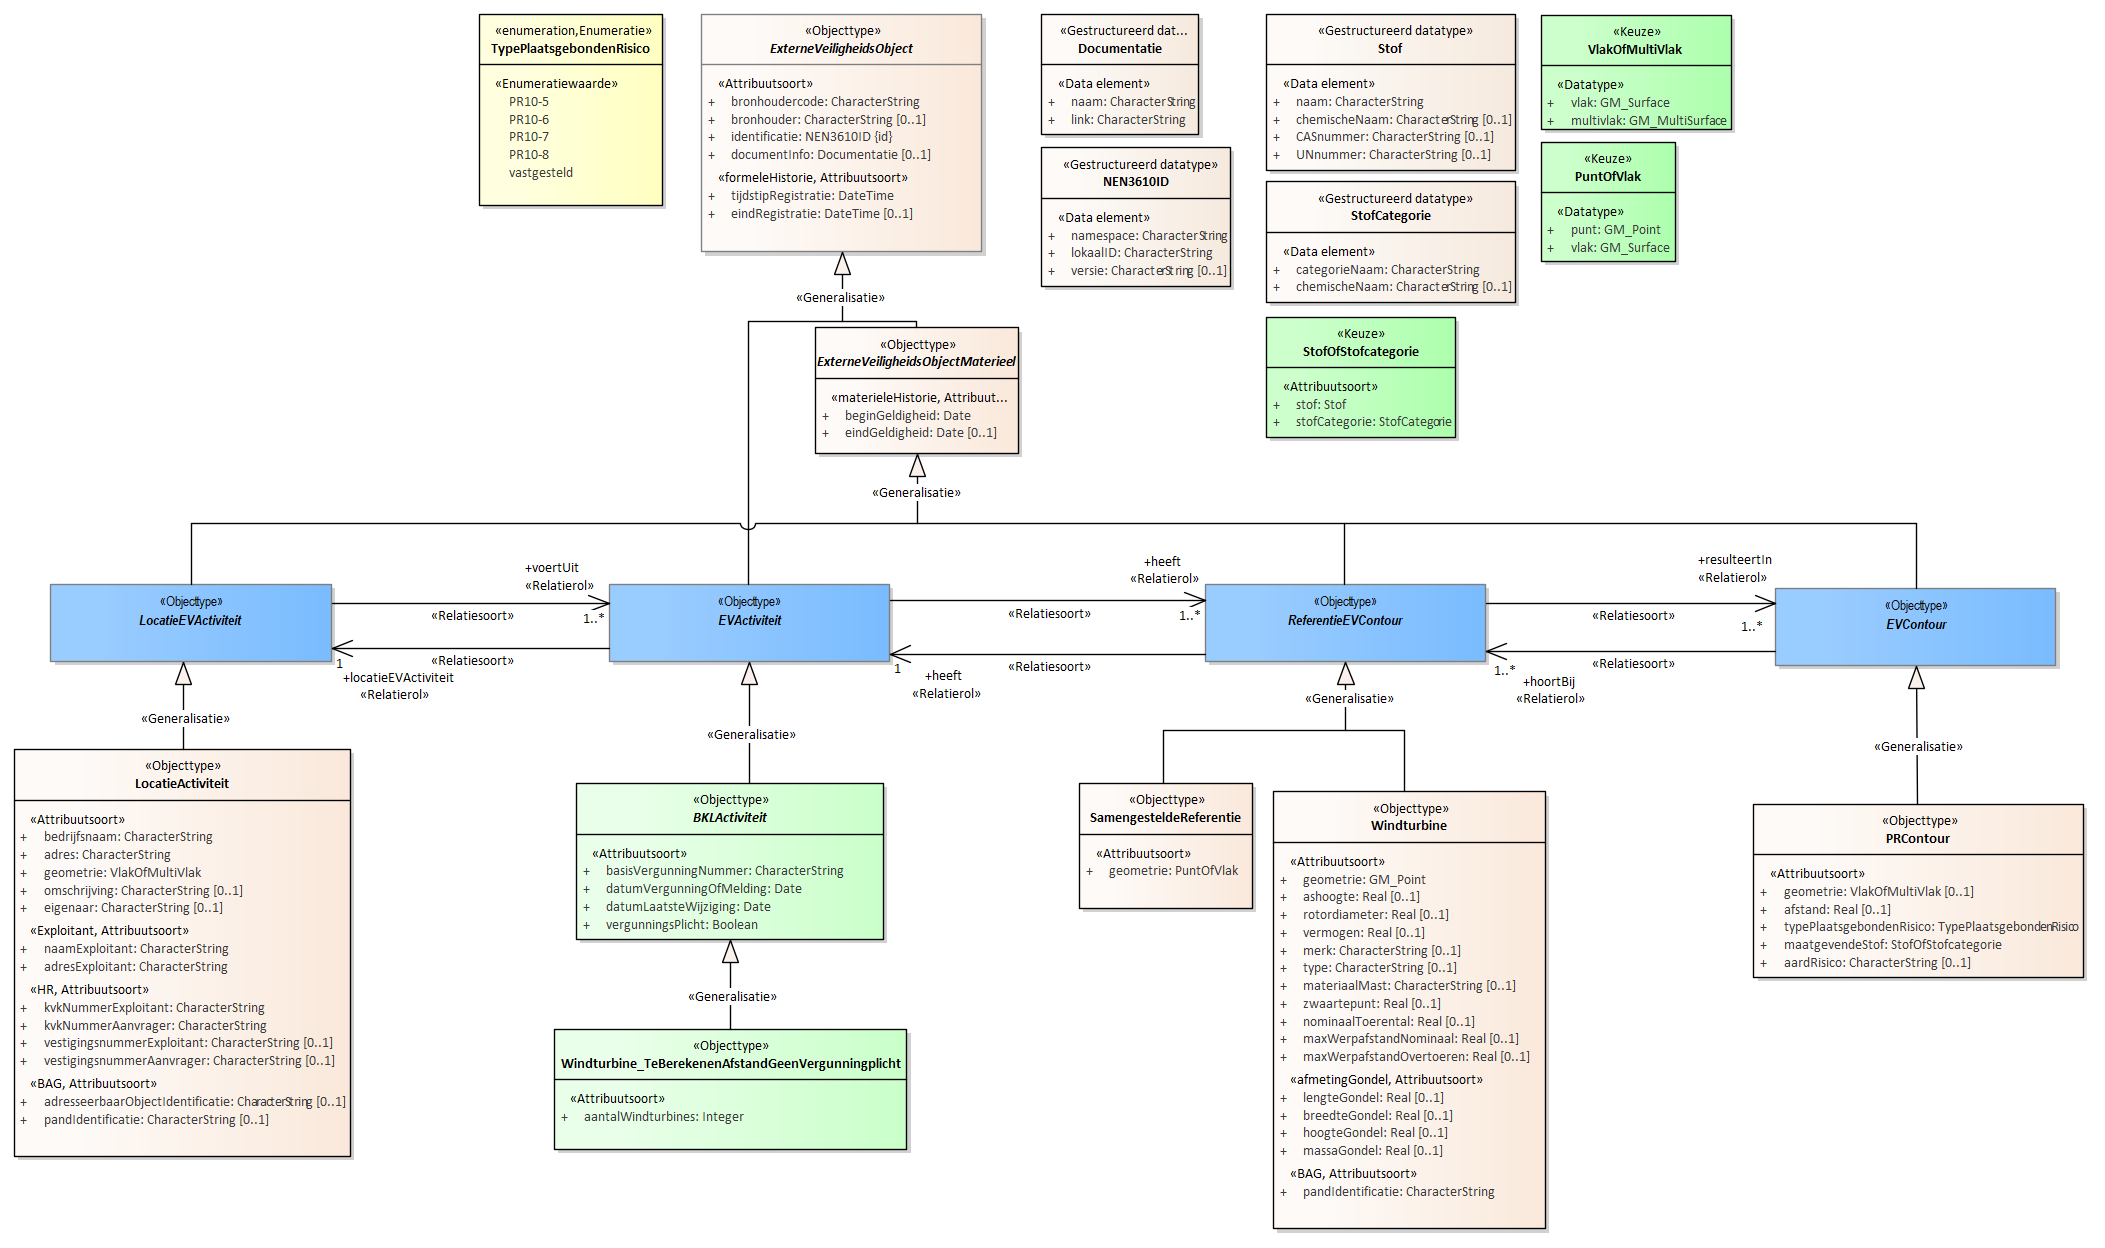 «enumeration,Enumeratie»
TypePlaatsgebondenRisico
«Enumeratiewaarde»
PR10-5
PR10-6
PR10-7
PR10-8
vastgesteld
«Objecttype»
ExterneVeiligheidsObject
«Attribuutsoort»
+ bronhoudercode: CharacterString
+ bronhouder: CharacterString [0..1]
+ identificatie: NEN3610ID {id}
+ documentInfo: Documentatie [0..1]
«formeleHistorie, Attribuutsoort»
+ tijdstipRegistratie: DateTime
+ eindRegistratie: DateTime [0..1]
«Gestructureerd dat...
Documentatie
«Data element»
+ naam: CharacterString
+ link: CharacterString
«Gestructureerd datatype»
NEN3610ID
«Data element»
+ namespace: CharacterString
+ lokaalID: CharacterString
+ versie: CharacterString [0..1]
«Gestructureerd datatype»
Stof
«Data element»
+ naam: CharacterString
+ chemischeNaam: CharacterString [0..1]
+ CASnummer: CharacterString [0..1]
+ UNnummer: CharacterString [0..1]
«Gestructureerd datatype»
StofCategorie
«Data element»
+ categorieNaam: CharacterString
+ chemischeNaam: CharacterString [0..1]
«Keuze»
StofOfStofcategorie
«Attribuutsoort»
+ stof: Stof
+ stofCategorie: StofCategorie
«Keuze»
VlakOfMultiVlak
«Datatype»
+ vlak: GM_Surface
+ multivlak: GM_MultiSurface
«Keuze»
PuntOfVlak
«Datatype»
+ punt: GM_Point
+ vlak: GM_Surface
«Generalisatie»
«Objecttype»
ExterneVeiligheidsObjectMaterieel
«materieleHistorie, Attribuut...
+ beginGeldigheid: Date
+ eindGeldigheid: Date [0..1]
«Generalisatie»
«Objecttype»
LocatieEVActiviteit
+voertUit
«Relatierol»
«Relatiesoort»
1..*
«Relatiesoort»
1
+locatieEVActiviteit
«Relatierol»
«Objecttype»
EVActiviteit
+heeft
«Relatierol»
«Relatiesoort»
1..*
«Relatiesoort»
1
+heeft
«Relatierol»
«Objecttype»
ReferentieEVContour
+resulteertIn
«Relatierol»
«Relatiesoort»
1..*
«Relatiesoort»
1..*
+hoortBij
«Relatierol»
«Objecttype»
EVContour
«Generalisatie»
«Objecttype»
LocatieActiviteit
«Attribuutsoort»
+ bedrijfsnaam: CharacterString
+ adres: CharacterString
+ geometrie: VlakOfMultiVlak
+ omschrijving: CharacterString [0..1]
+ eigenaar: CharacterString [0..1]
«Exploitant, Attribuutsoort»
+ naamExploitant: CharacterString
+ adresExploitant: CharacterString
«HR, Attribuutsoort»
+ kvkNummerExploitant: CharacterString
+ kvkNummerAanvrager: CharacterString
+ vestigingsnummerExploitant: CharacterString [0..1]
+ vestigingsnummerAanvrager: CharacterString [0..1]
«BAG, Attribuutsoort»
+ adresseerbaarObjectIdentificatie: CharacterString [0..1]
+ pandIdentificatie: CharacterString [0..1]
«Generalisatie»
«Objecttype»
BKLActiviteit
«Attribuutsoort»
+ basisVergunningNummer: CharacterString
+ datumVergunningOfMelding: Date
+ datumLaatsteWijziging: Date
+ vergunningsPlicht: Boolean
«Generalisatie»
«Objecttype»
Windturbine_TeBerekenenAfstandGeenVergunningplicht
«Attribuutsoort»
+ aantalWindturbines: Integer
«Generalisatie»
«Objecttype»
SamengesteldeReferentie
«Attribuutsoort»
+ geometrie: PuntOfVlak
«Objecttype»
Windturbine
«Attribuutsoort»
+ geometrie: GM_Point
+ ashoogte: Real [0..1]
+ rotordiameter: Real [0..1]
+ vermogen: Real [0..1]
+ merk: CharacterString [0..1]
+ type: CharacterString [0..1]
+ materiaalMast: CharacterString [0..1]
+ zwaartepunt: Real [0..1]
+ nominaalToerental: Real [0..1]
+ maxWerpafstandNominaal: Real [0..1]
+ maxWerpafstandOvertoeren: Real [0..1]
«afmetingGondel, Attribuutsoort»
+ lengteGondel: Real [0..1]
+ breedteGondel: Real [0..1]
+ hoogteGondel: Real [0..1]
+ massaGondel: Real [0..1]
«BAG, Attribuutsoort»
+ pandIdentificatie: CharacterString
«Generalisatie»
«Objecttype»
PRContour
«Attribuutsoort»
+ geometrie: VlakOfMultiVlak [0..1]
+ afstand: Real [0..1]
+ typePlaatsgebondenRisico: TypePlaatsgebondenRisico
+ maatgevendeStof: StofOfStofcategorie
+ aardRisico: CharacterString [0..1]